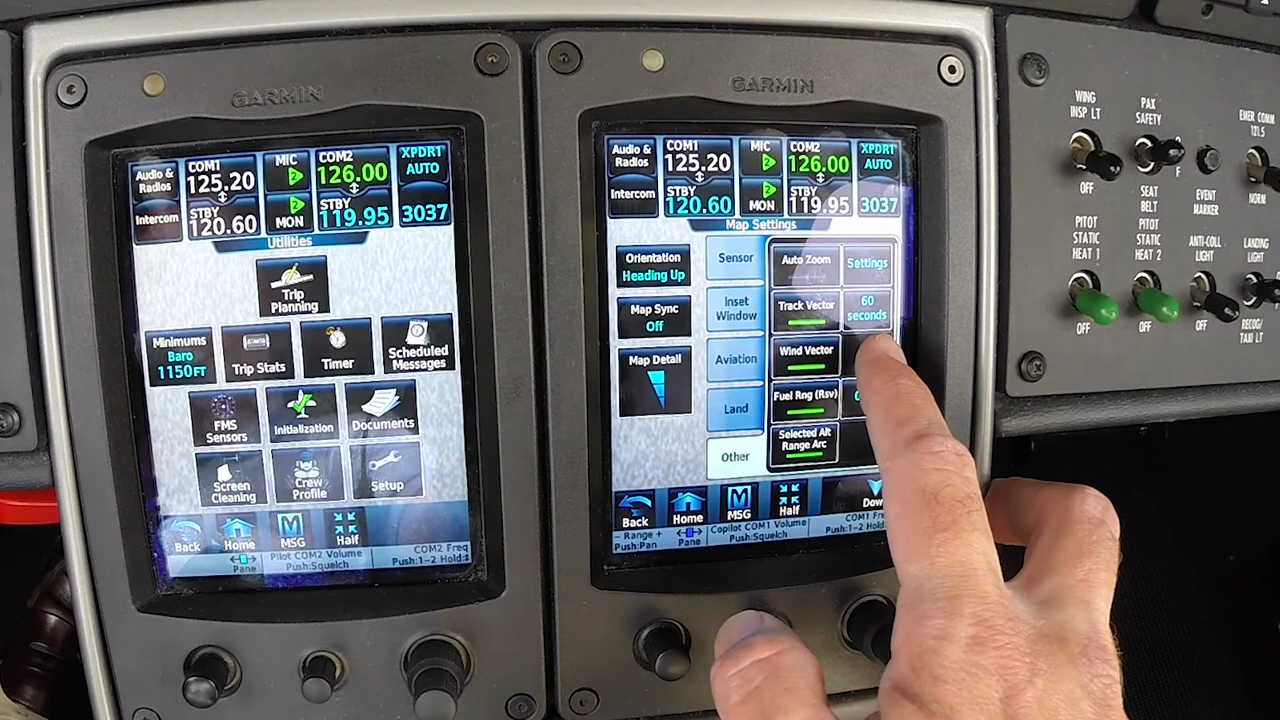 GARMIN
Audio & Radios
Intercom
COM1
125.20
STBY
120.60
MIC
MON
COM2
126.00
STBY
119.95
XPDR1
AUTO
3037
Utilities
Trip Planning
Minimums
Baro
1150FT
Trip Stats
Timer
Scheduled Messages
FMS Sensors
Initialization
Documents
Screen Cleaning
Crew Profile
Setup
Back
Home
MSG
Half
Pane
Pilot COM2 Volume
Push:Squelch
COM2 Freq
Push:1-2 Hold:
GARMIN
Audio & Radios
Intercom
COM1
125.20
STBY
120.60
MIC
MON
COM2
126.00
STBY
119.95
XPDR1
AUTO
3037
Map Settings
Orientation
Heading Up
Map Sync
Off
Map Detail
Sensor
Inset Window
Aviation
Land
Other
Auto Zoom
Settings
Track Vector
60 seconds
Wind Vector
Fuel Rng (Rsv)
Selected Alt Range Arc
Back
Home
MSG
Half
- Range +
Push:Pan
Pane
Copilot COM1 Volume
Push:Squelch
COM1
Push:1-2 Hold:
WING
INSP LT
OFF
PAX
SAFETY
F
SEAT
BELT
EVENT
MARKER
EMER COMM
121.5
NORM
PITOT
STATIC
HEAT 1
OFF
PITOT
STATIC
HEAT 2
OFF
ANTI-COLL
LIGHT
OFF
LANDING
LIGHT
RECOG/
TAXI LT